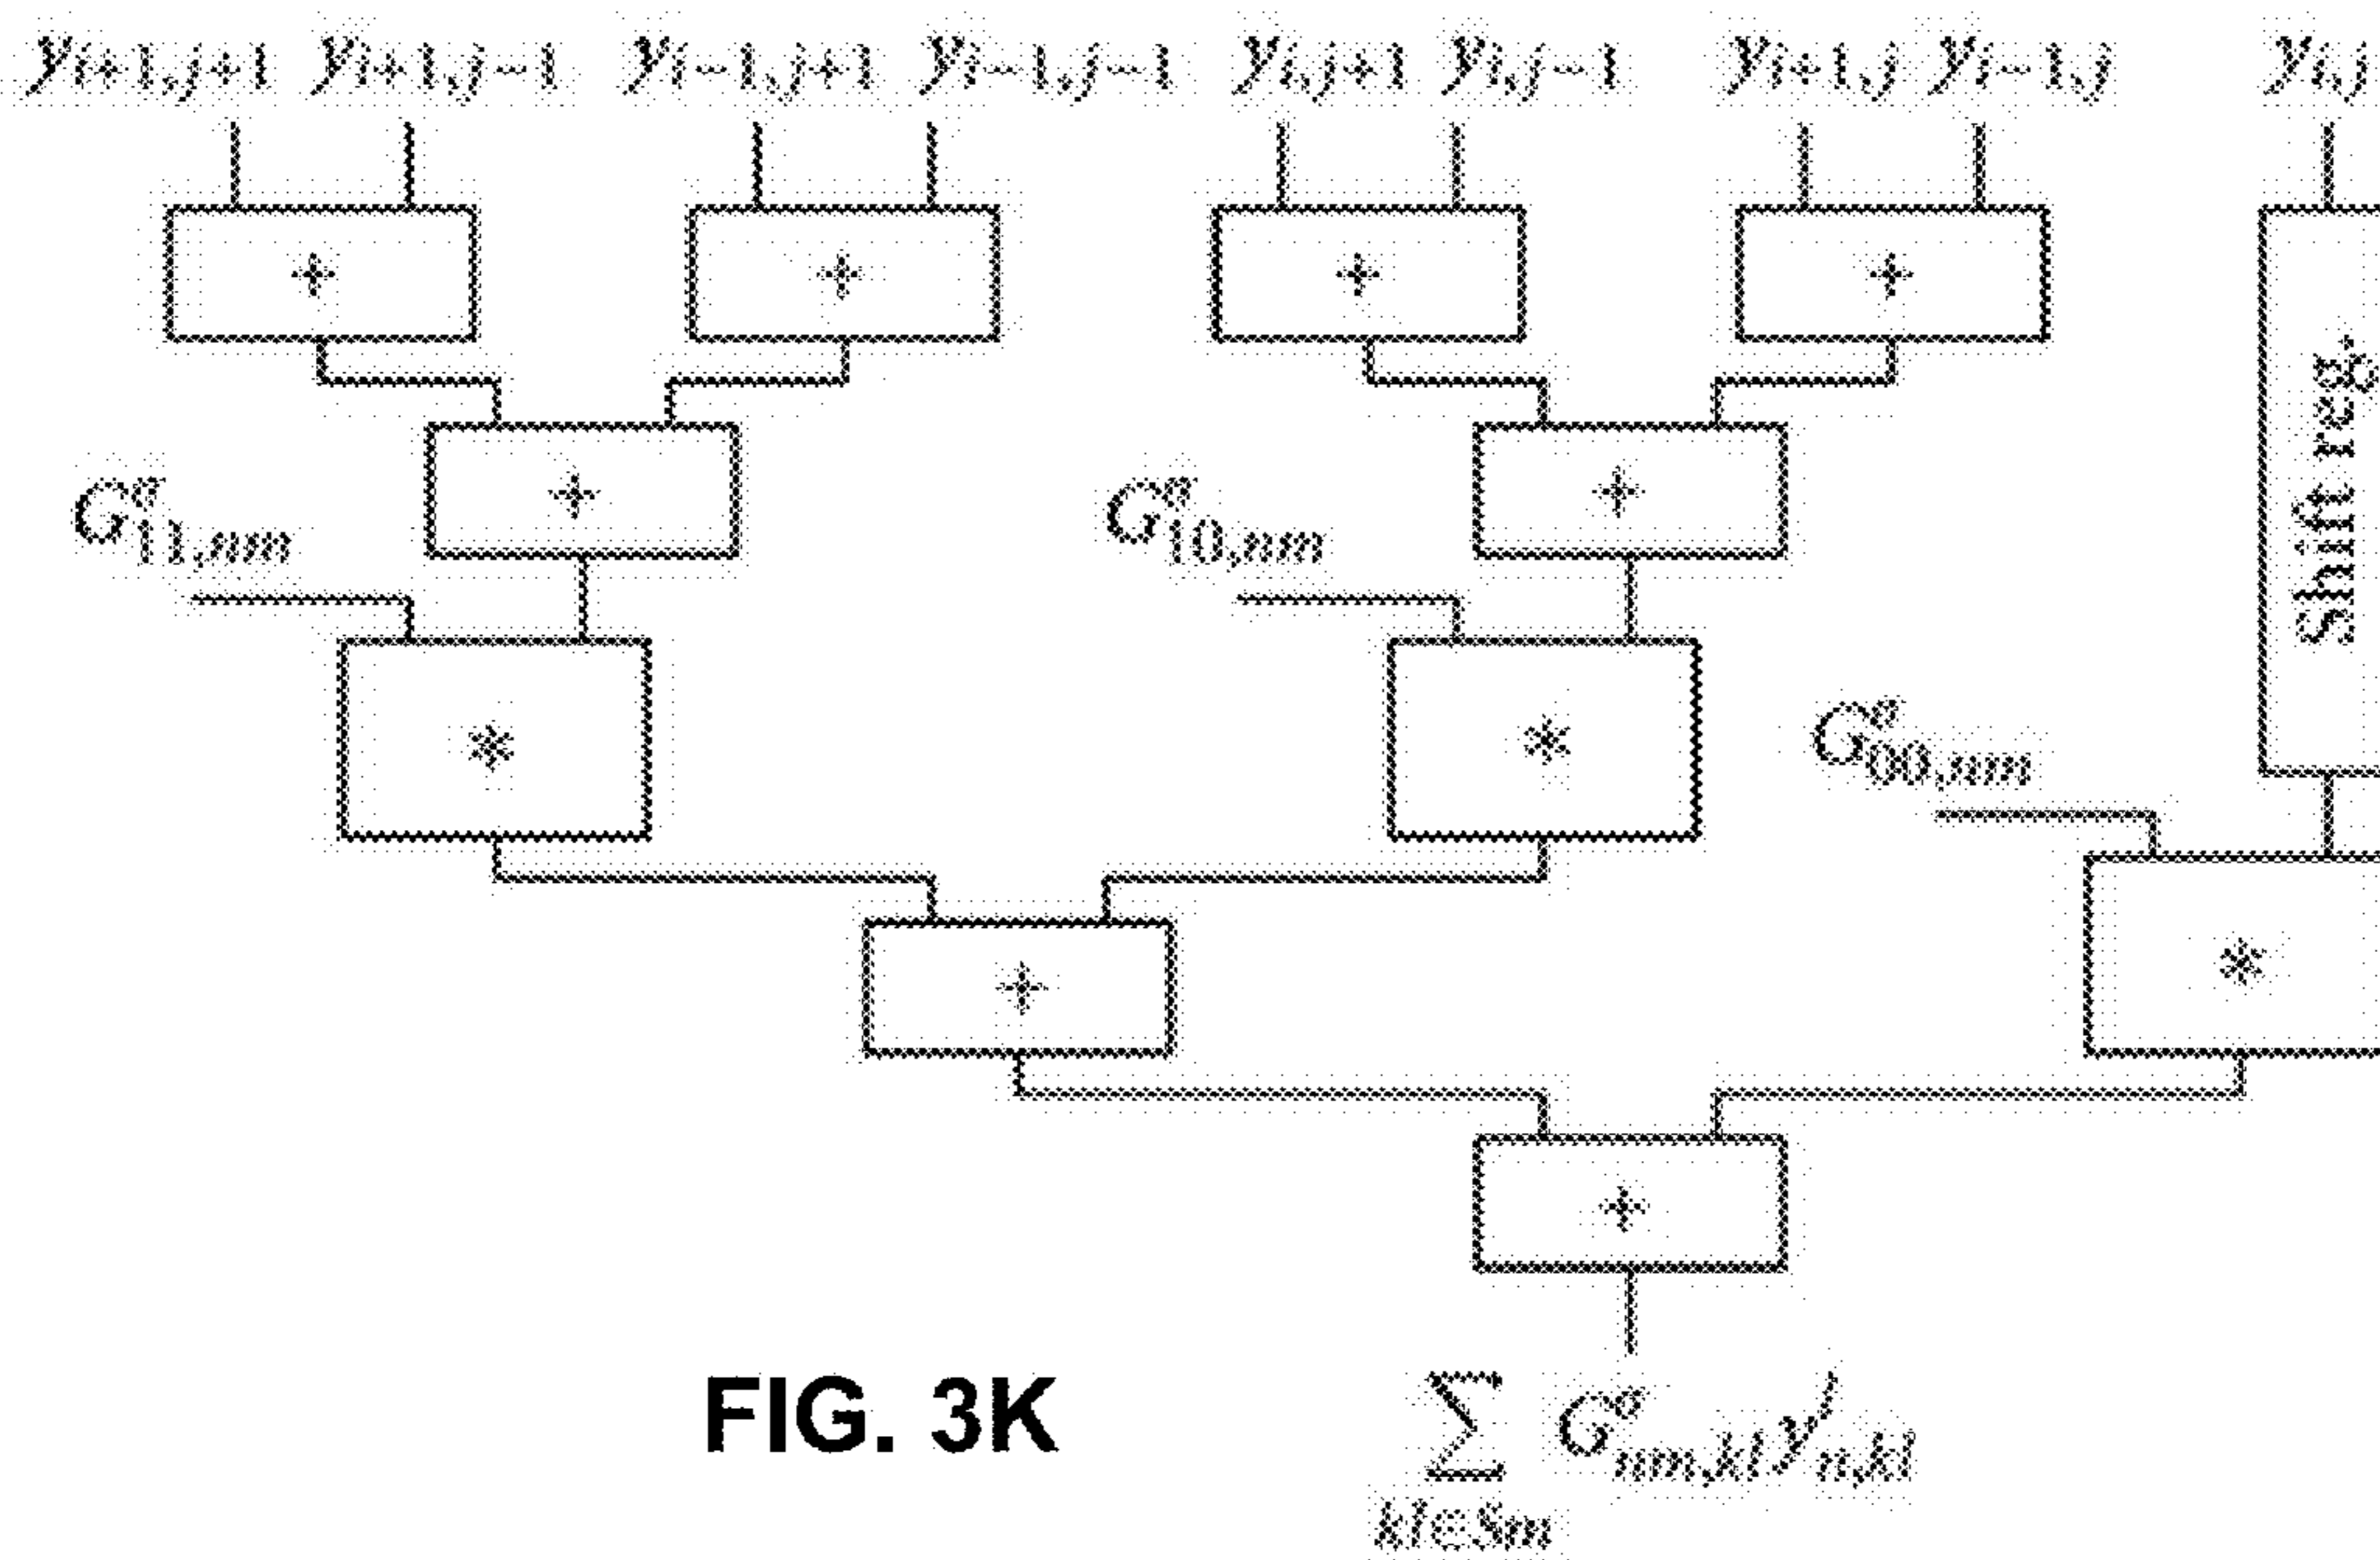 y_{i+1,j+1} y_{i+1,j-1} y_{i-1,j+1} y_{i-1,j-1} y_{i,j+1} y_{i,j-1} y_{i+1,j} y_{i-1,j} y_{i,j}
+ + + +
Shift reg.
+ +
G^σ_{11,nm} G^σ_{10,nm}
* *
G^σ_{00,nm}
*
+
+
FIG. 3K
∑ G^σ_{nm,kl} y^j_{n,kl}
kl∈Sm